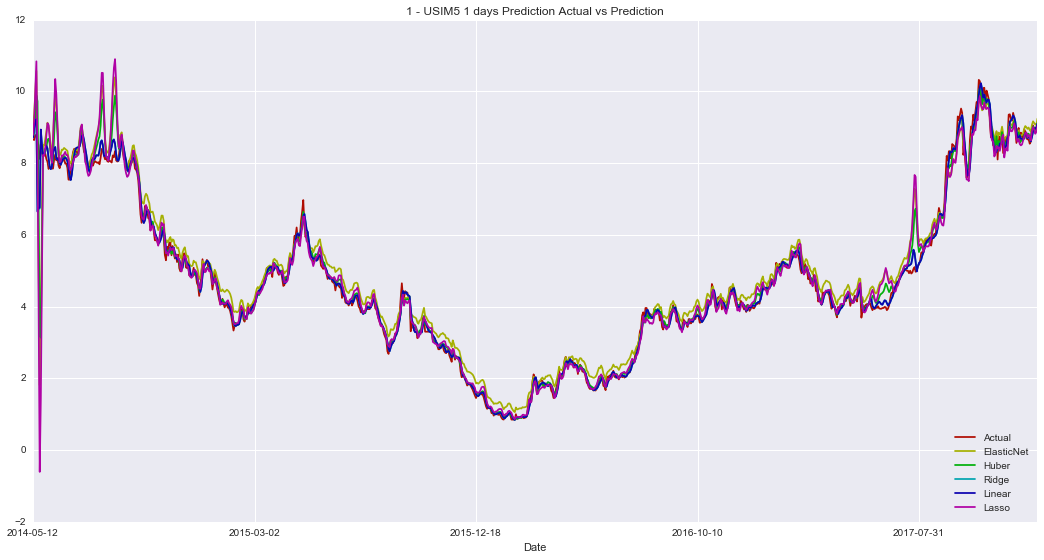 1 - USIM5 1 days Prediction Actual vs Prediction
12
10
8
6
4
2
0
−2
2014-05-12
2015-03-02
2015-12-18
2016-10-10
2017-07-31
Date
Actual
ElasticNet
Huber
Ridge
Linear
Lasso